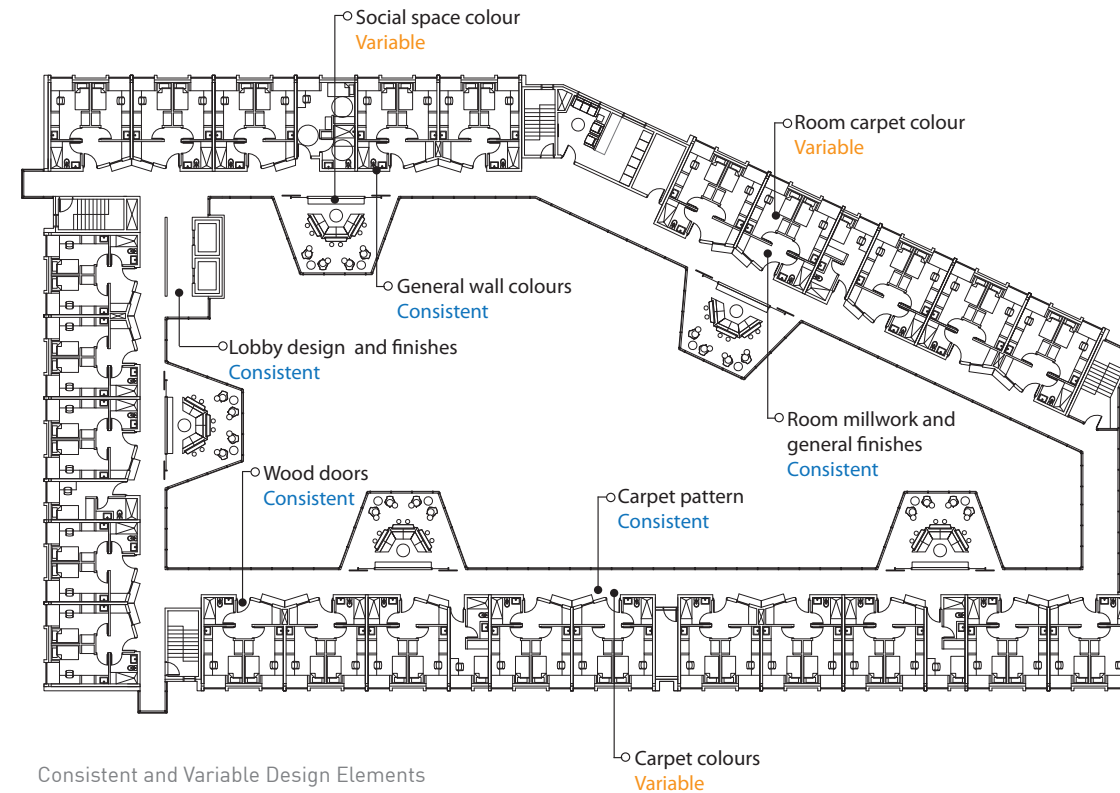 Social space colour
Variable
Room carpet colour
Variable
General wall colours
Consistent
Lobby design and finishes
Consistent
Room millwork and
general finishes
Consistent
Wood doors
Consistent
Carpet pattern
Consistent
Carpet colours
Variable
Consistent and Variable Design Elements